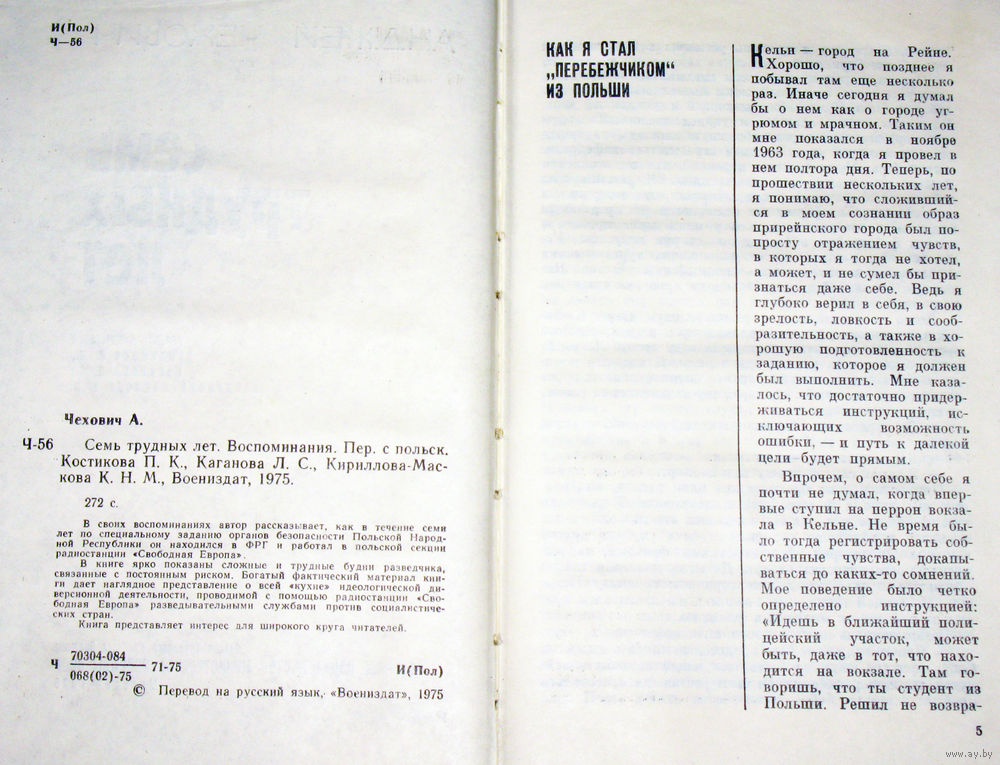 И(Пол)
Ч—56
Чехович А.
Ч-56 Семь трудных лет. Воспоминания. Пер. с польск.
Костикова П. К., Каганова Л. С., Кириллова-Мас-
кова К. Н. М., Воениздат, 1975.
272 с.
В своих воспоминаниях автор рассказывает, как в течение семи
лет по специальному заданию органов безопасности Польской Народ-
ной Республики он находился в ФРГ и работал в польской секции
радиостанции «Свободная Европа».
В книге ярко показаны сложные и трудные будни разведчика,
связанные с постоянным риском. Богатый фактический материал кни-
ги дает наглядное представление о всей «кухне» идеологической ди-
версионной деятельности, проводимой с помощью радиостанции «Сво-
бодная Европа» разведывательными службами против социалистиче-
ских стран.
Книга представляет интерес для широкого круга читателей.
Ч 70304-084
068(02)-75 71-75 И(Пол)
© Перевод на русский язык, «Воениздат», 1975
КАК Я СТАЛ
„ПЕРЕБЕЖЧИКОМ“
ИЗ ПОЛЬШИ
Кельн — город на Рейне.
Хорошо, что позднее я
побывал там еще несколько
раз. Иначе сегодня я думал
бы о нем как о городе уг-
рюмом и мрачном. Таким он
мне показался в ноябре
1963 года, когда я провел в
нем полтора дня. Теперь, по
прошествии нескольких лет,
я понимаю, что сложивший-
ся в моем сознании образ
прирейнского города был по-
просту отражением чувств,
в которых я тогда не хотел,
а может, и не сумел бы при-
знаться даже себе. Ведь я
глубоко верил в себя, в свою
зрелость, ловкость и сооб-
разительность, а также в хо-
рошую подготовленность к
заданию, которое я должен
был выполнить. Мне каза-
лось, что достаточно придер-
живаться инструкций, ис-
ключающих возможность
ошибки, — и путь к далекой
цели будет прямым.
Впрочем, о самом себе я
почти не думал, когда впер-
вые ступил на перрон вокза-
ла в Кельне. Не время бы-
ло тогда регистрировать соб-
ственные чувства, докапы-
ваться до каких-то сомнений.
Мое поведение было четко
определено инструкцией:
«Идешь в ближайший поли-
цейский участок, может
быть, даже в тот, что нахо-
дится на вокзале. Там го-
воришь, что ты студент из
Польши. Решил не возвра-
5
www.ay.by